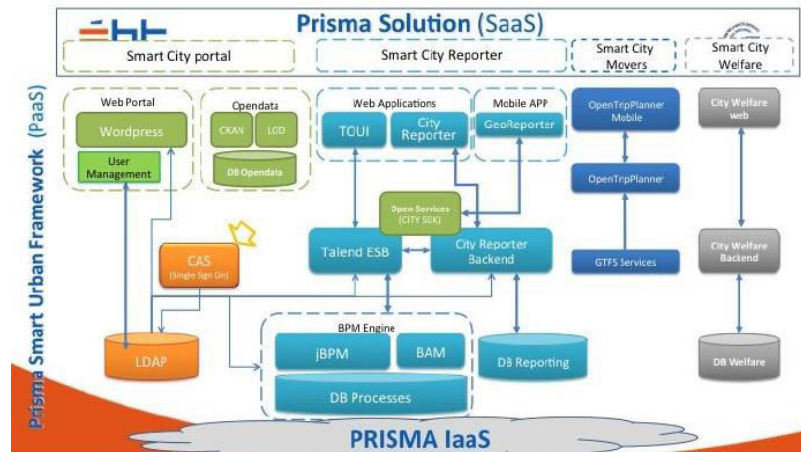 Prisma Solution (SaaS)
Smart City portal
Smart City Reporter
Smart City
Movers
Smart City
Welfare
Prisma Smart Urban Framework (PaaS)
Web Portal
Wordpress
User
Management
Opendata
CKAN
LOD
DB Opendata
Web Applications
TOUI
City
Reporter
Mobile APP
GeoReporter
OpenTripPlanner
Mobile
OpenTripPlanner
GTFS Services
City Welfare
web
City Welfare
Backend
DB Welfare
Open Services
(CITY SDK)
CAS
(Single Sign On)
Talend ESB
City Reporter
Backend
LDAP
BPM Engine
jBPM
BAM
DB Processes
DB Reporting
PRISMA IaaS